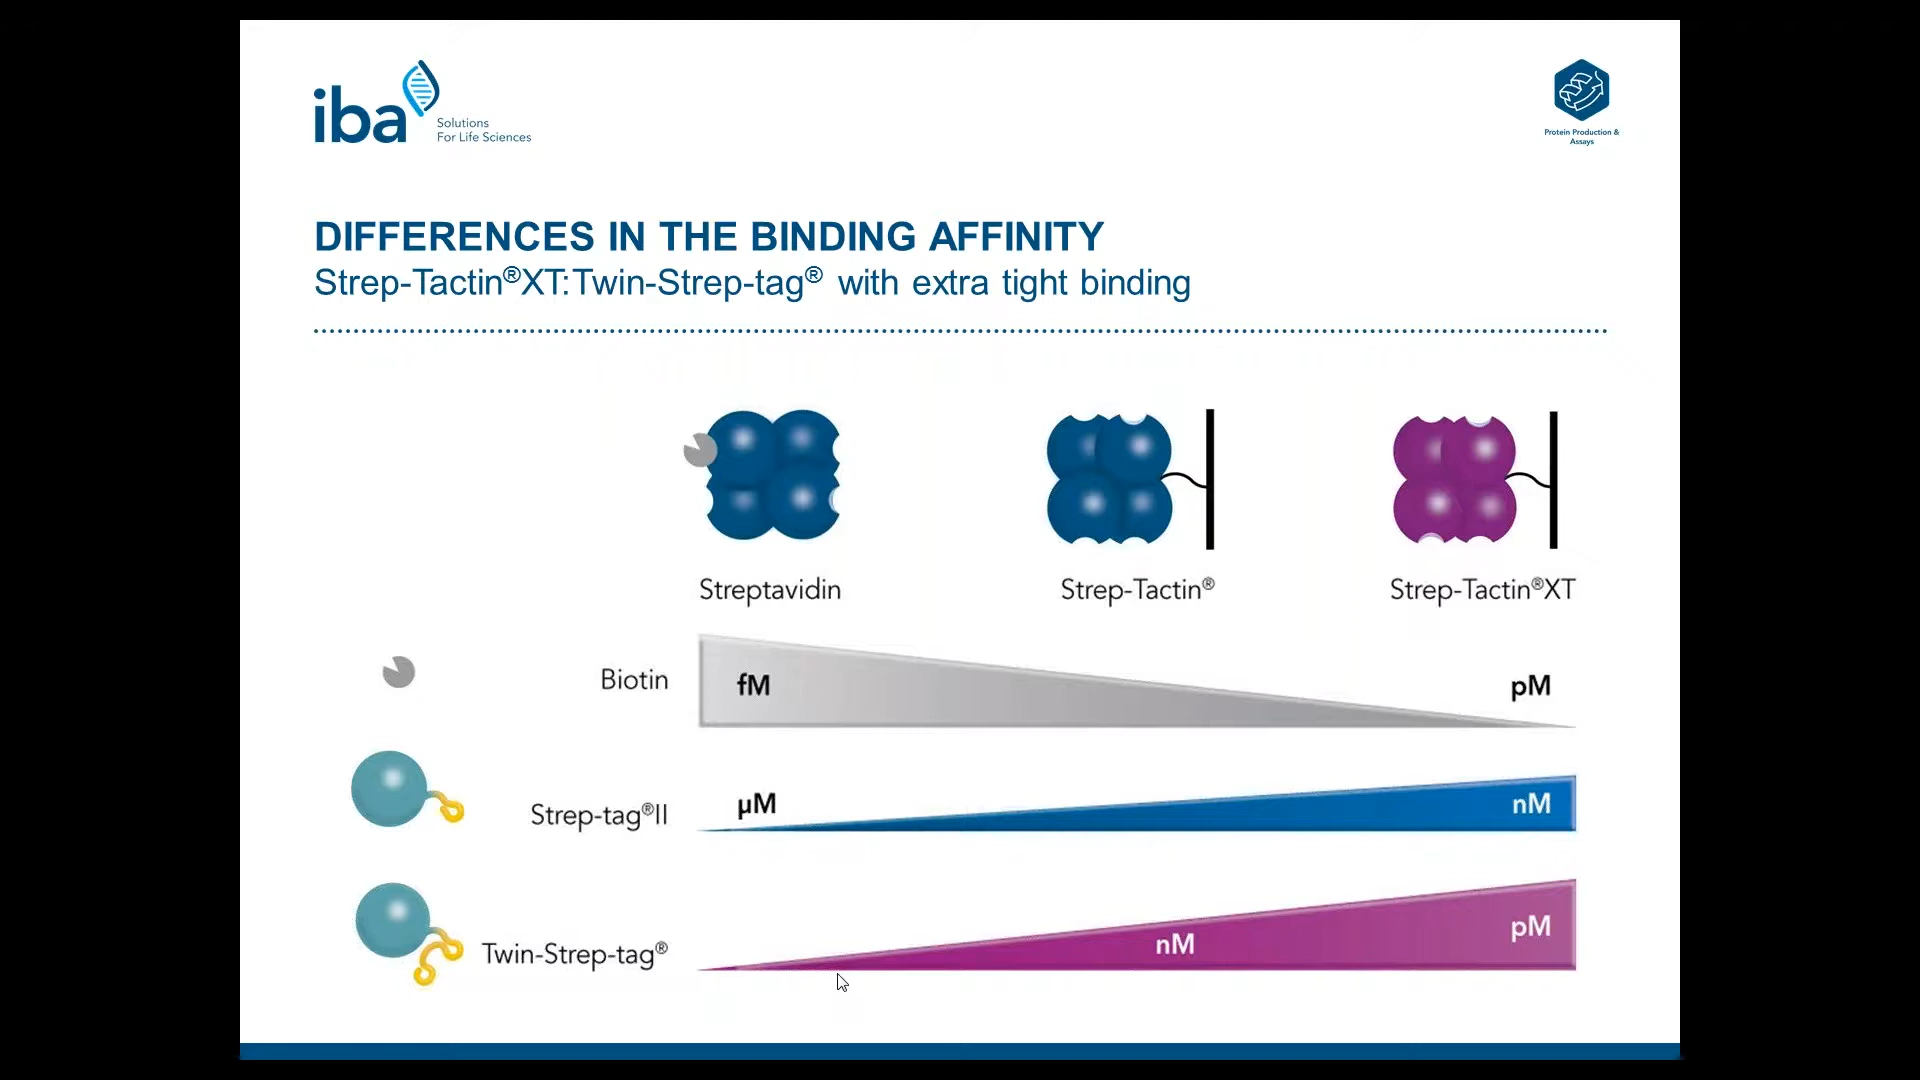 iba
Solutions
For Life Sciences
Protein Production &
Assays
DIFFERENCES IN THE BINDING AFFINITY
Strep-Tactin®XT:Twin-Strep-tag® with extra tight binding
Streptavidin
Strep-Tactin®
Strep-Tactin®XT
Biotin
fM
pM
Strep-tag®II
µM
nM
Twin-Strep-tag®
nM
pM